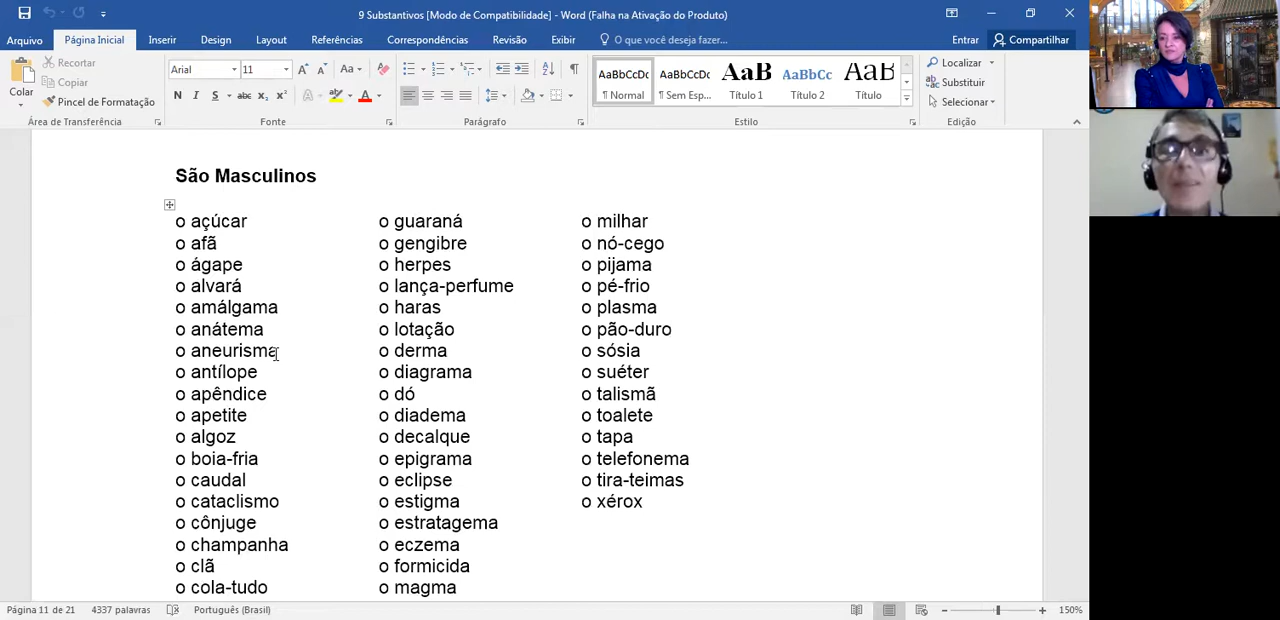 9 Substantivos [Modo de Compatibilidade] - Word (Falha na Ativação do Produto)
Arquivo Página Inicial Inserir Design Layout Referências Correspondências Revisão Exibir O que você deseja fazer... Entrar Compartilhar
Colar
Recortar
Copiar
Pincel de Formatação
Área de Transferência
Arial 11
Aa
N I S abc x₂ x² A A
Fonte
Parágrafo
AaBbCcDc AaBbCcDc AaB AaBbCc AaB
¶ Normal ¶ Sem Esp... Título 1 Título 2 Título
Estilo
Localizar
Substituir
Selecionar
Edição
São Masculinos
o açúcar
o afã
o ágape
o alvará
o amálgama
o anátema
o aneurisma
o antílope
o apêndice
o apetite
o algoz
o boia-fria
o caudal
o cataclismo
o cônjuge
o champanha
o clã
o cola-tudo
o guaraná
o gengibre
o herpes
o lança-perfume
o haras
o lotação
o derma
o diagrama
o dó
o diadema
o decalque
o epigrama
o eclipse
o estigma
o estratagema
o eczema
o formicida
o magma
o milhar
o nó-cego
o pijama
o pé-frio
o plasma
o pão-duro
o sósia
o suéter
o talismã
o toalete
o tapa
o telefonema
o tira-teimas
o xérox
Página 11 de 21 4337 palavras Português (Brasil) 150%